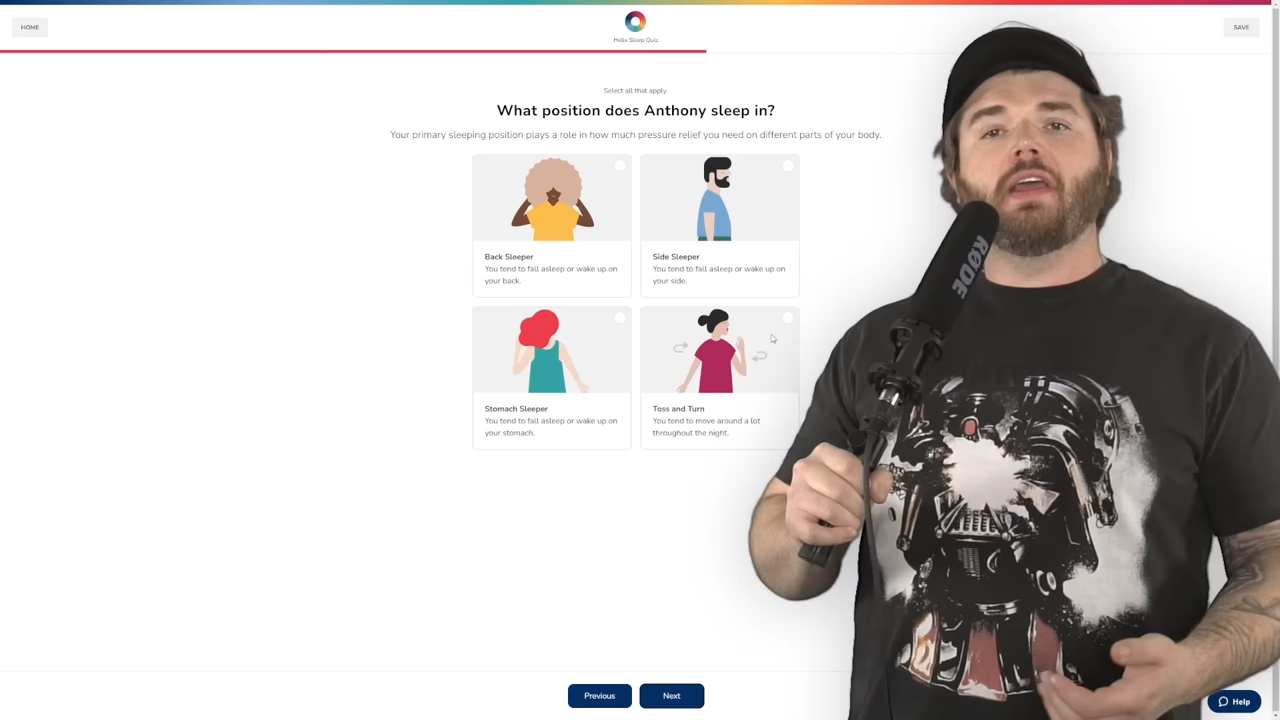 HOME
Helix Sleep Quiz
SAVE
Select all that apply.
What position does Anthony sleep in?
Your primary sleeping position plays a role in how much pressure relief you need on different parts of your body.
Back Sleeper
You tend to fall asleep or wake up on
your back.
Side Sleeper
You tend to fall asleep or wake up on
your side.
Stomach Sleeper
You tend to fall asleep or wake up on
your stomach.
Toss and Turn
You tend to move around a lot
throughout the night.
RØDE
Previous
Next
Help